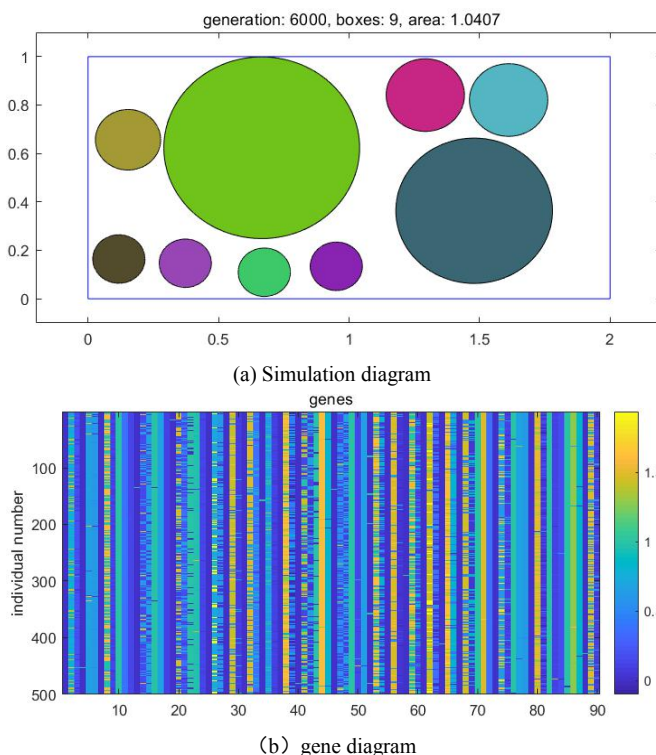 generation: 6000, boxes: 9, area: 1.0407
1
0.8
0.6
0.4
0.2
0
0 0.5 1 1.5 2
(a) Simulation diagram
genes
individual number
100
200
300
400
500
10 20 30 40 50 60 70 80 90
1.
1
0.
0
（b）gene diagram